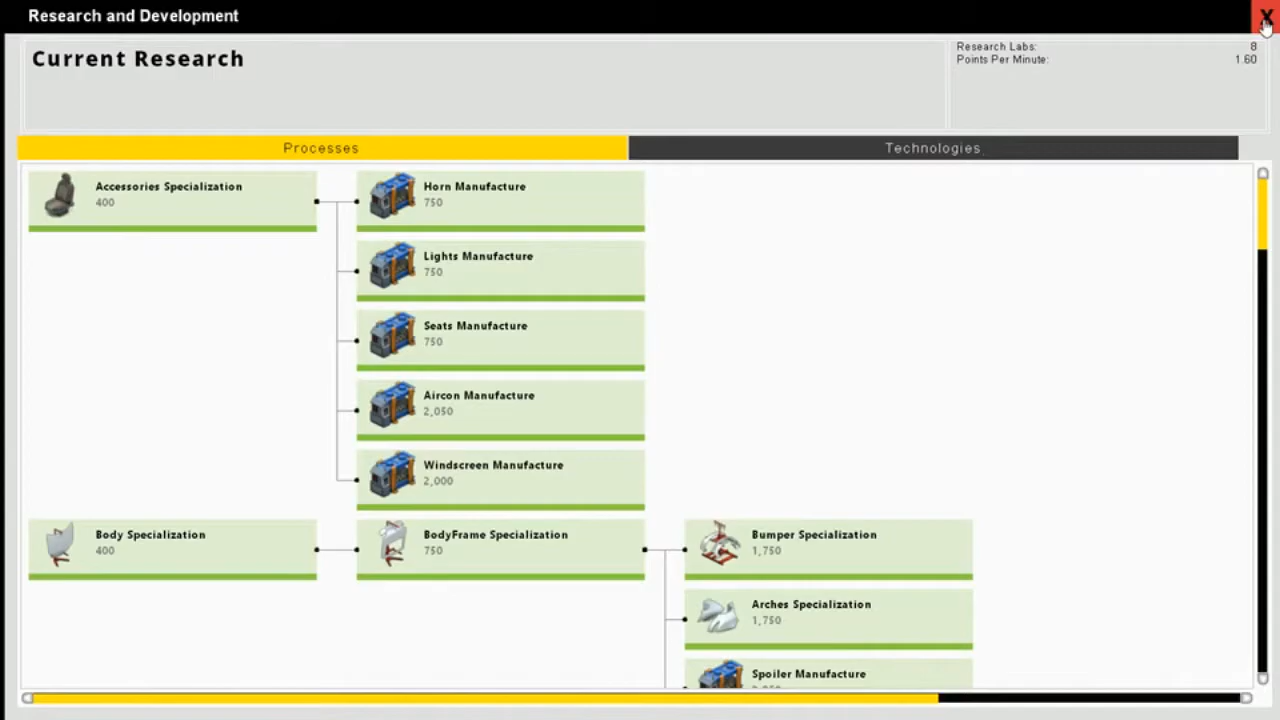 Research and Development
X
Current Research
Research Labs: 8
Points Per Minute: 1.60
Processes
Technologies
Accessories Specialization
400
Horn Manufacture
750
Lights Manufacture
750
Seats Manufacture
750
Aircon Manufacture
2,050
Windscreen Manufacture
2,000
Body Specialization
400
BodyFrame Specialization
750
Bumper Specialization
1,750
Arches Specialization
1,750
Spoiler Manufacture